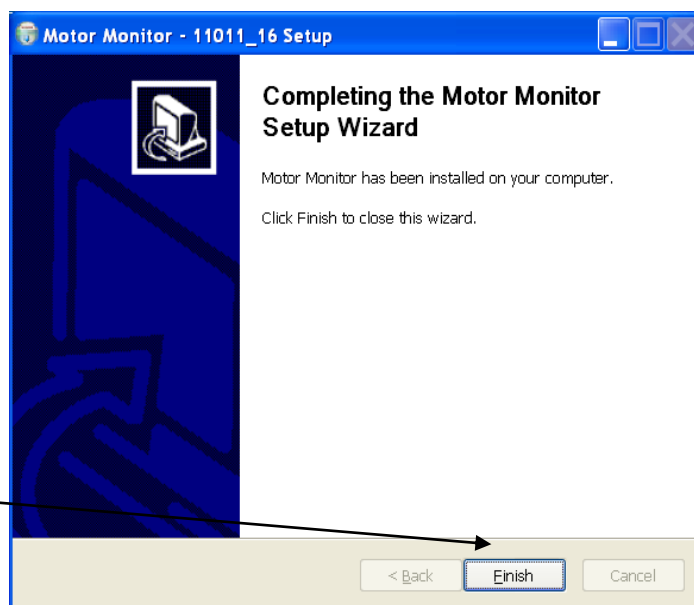 Motor Monitor - 11011_16 Setup
Completing the Motor Monitor
Setup Wizard
Motor Monitor has been installed on your computer.
Click Finish to close this wizard.
< Back
Finish
Cancel